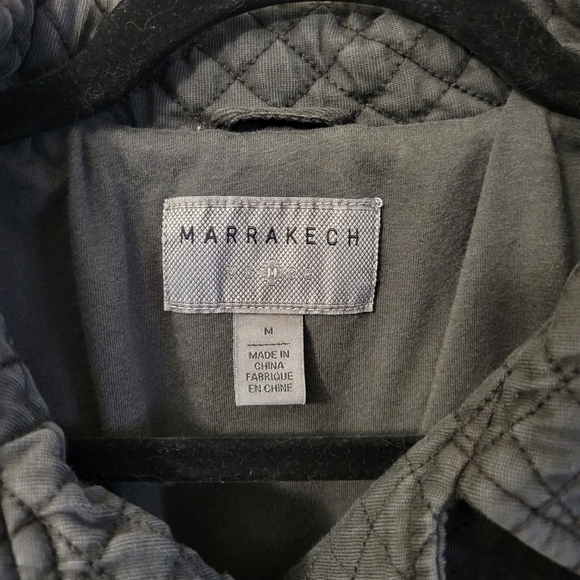 MARRAKECH
M
M
MADE IN
CHINA
FABRIQUE
EN CHINE